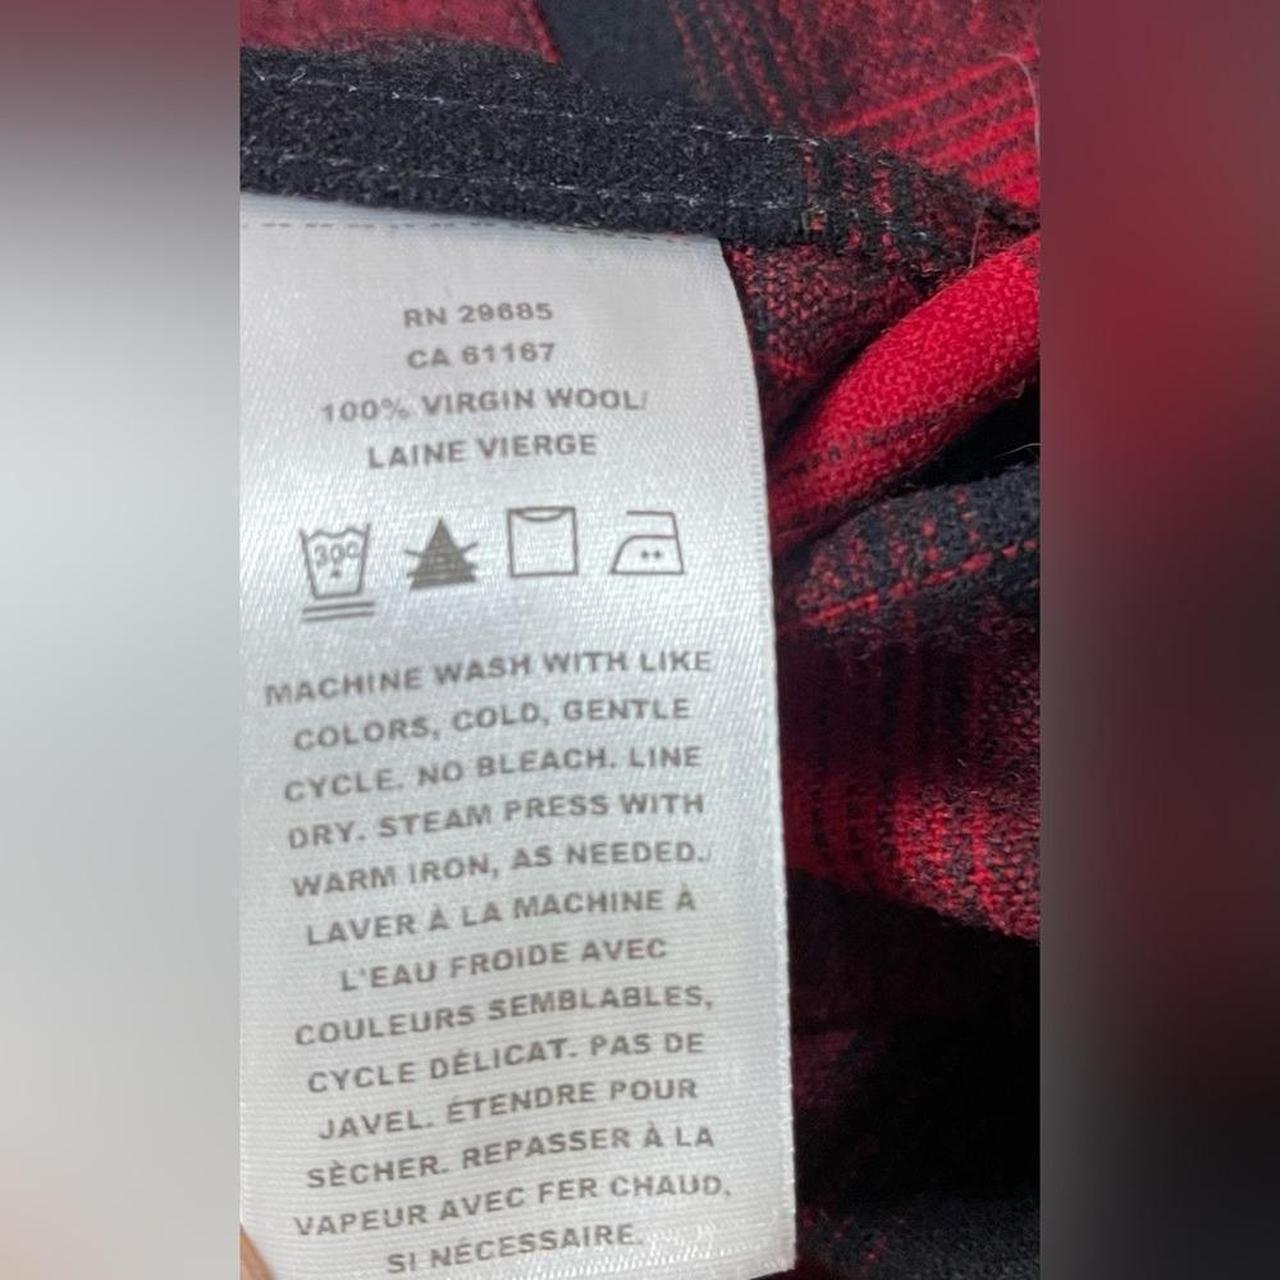 RN 29685
CA 61167
100% VIRGIN WOOL/
LAINE VIERGE
30C
MACHINE WASH WITH LIKE
COLORS, COLD, GENTLE
CYCLE. NO BLEACH. LINE
DRY. STEAM PRESS WITH
WARM IRON, AS NEEDED.
LAVER À LA MACHINE À
L'EAU FROIDE AVEC
COULEURS SEMBLABLES,
CYCLE DÉLICAT. PAS DE
JAVEL. ÉTENDRE POUR
SÈCHER. REPASSER À LA
VAPEUR AVEC FER CHAUD,
SI NÉCESSAIRE.